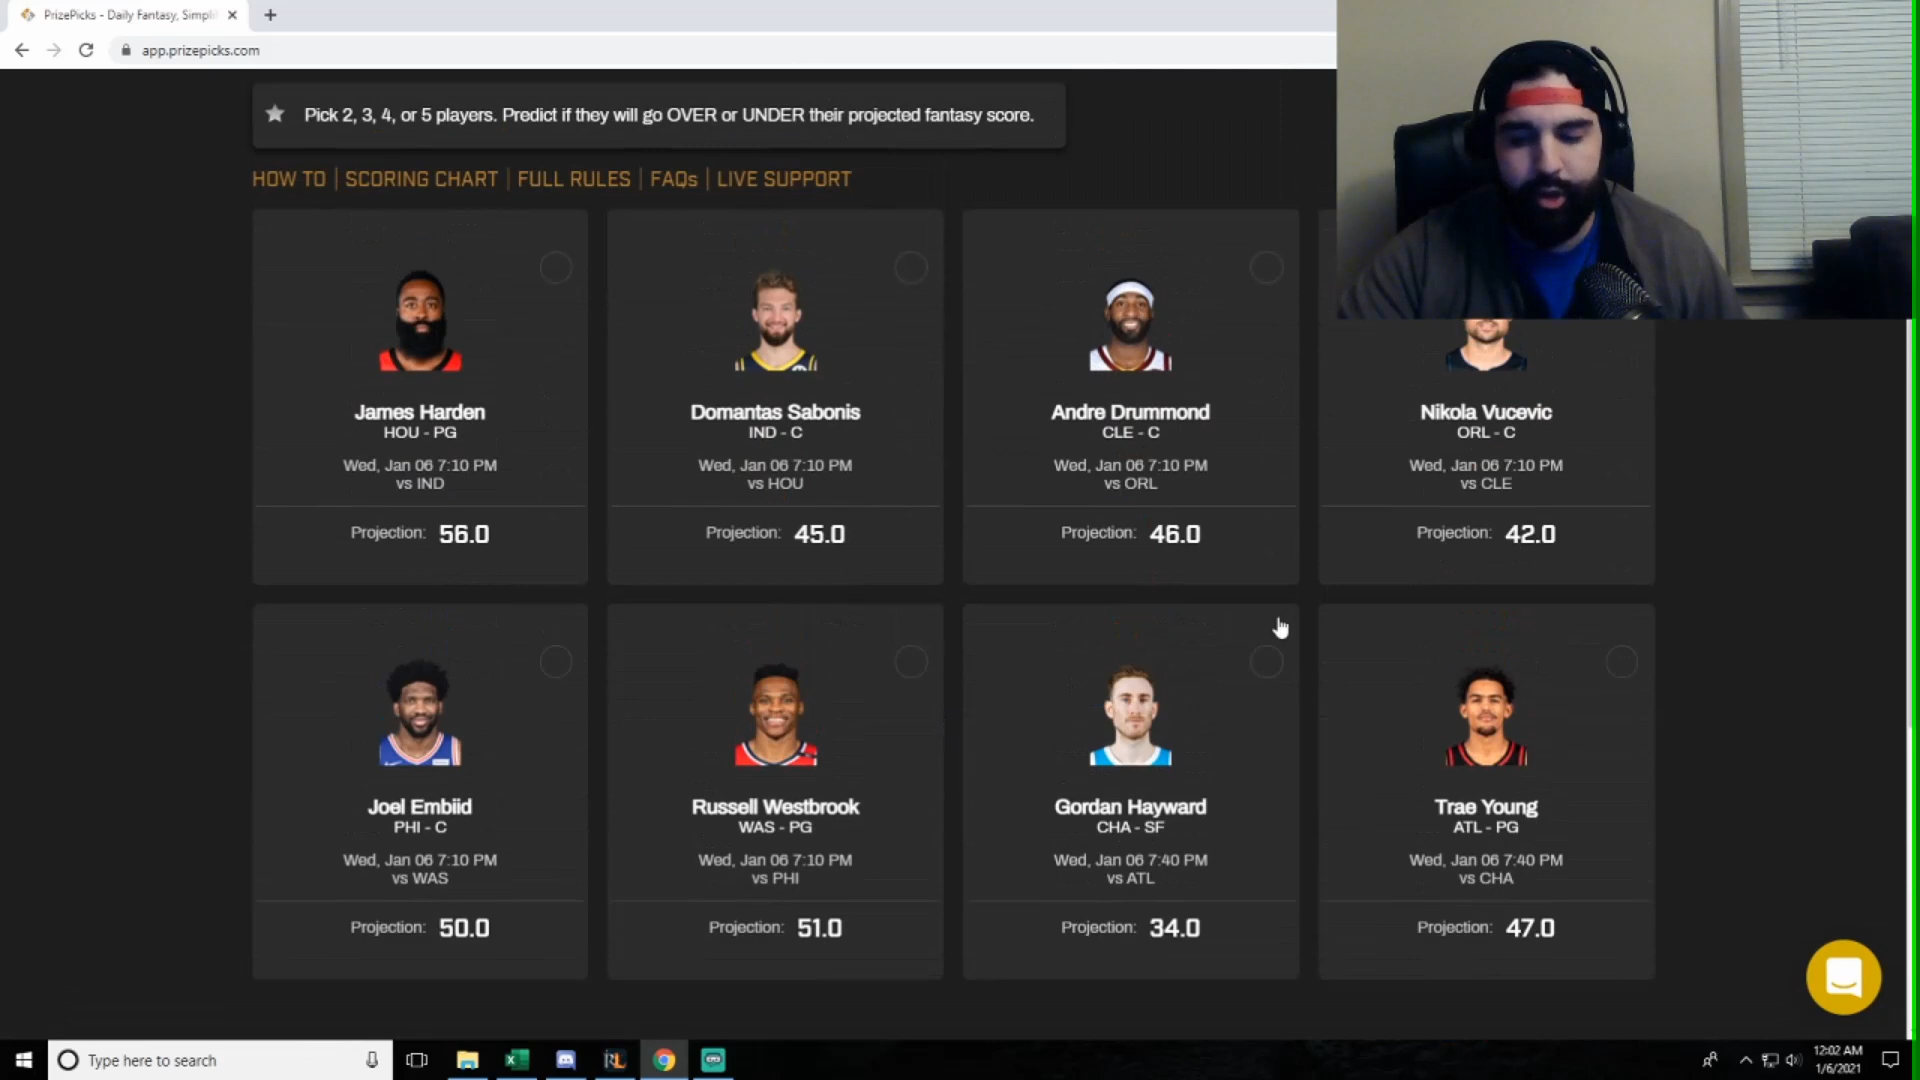 PrizePicks - Daily Fantasy, Simpli
app.prizepicks.com
Pick 2, 3, 4, or 5 players. Predict if they will go OVER or UNDER their projected fantasy score.
HOW TO | SCORING CHART | FULL RULES | FAQs | LIVE SUPPORT
James Harden
HOU - PG
Wed, Jan 06 7:10 PM
vs IND
Projection: 56.0
Domantas Sabonis
IND - C
Wed, Jan 06 7:10 PM
vs HOU
Projection: 45.0
Andre Drummond
CLE - C
Wed, Jan 06 7:10 PM
vs ORL
Projection: 46.0
Nikola Vucevic
ORL - C
Wed, Jan 06 7:10 PM
vs CLE
Projection: 42.0
Joel Embiid
PHI - C
Wed, Jan 06 7:10 PM
vs WAS
Projection: 50.0
Russell Westbrook
WAS - PG
Wed, Jan 06 7:10 PM
vs PHI
Projection: 51.0
Gordan Hayward
CHA - SF
Wed, Jan 06 7:40 PM
vs ATL
Projection: 34.0
Trae Young
ATL - PG
Wed, Jan 06 7:40 PM
vs CHA
Projection: 47.0
Type here to search
12:02 AM
1/6/2021